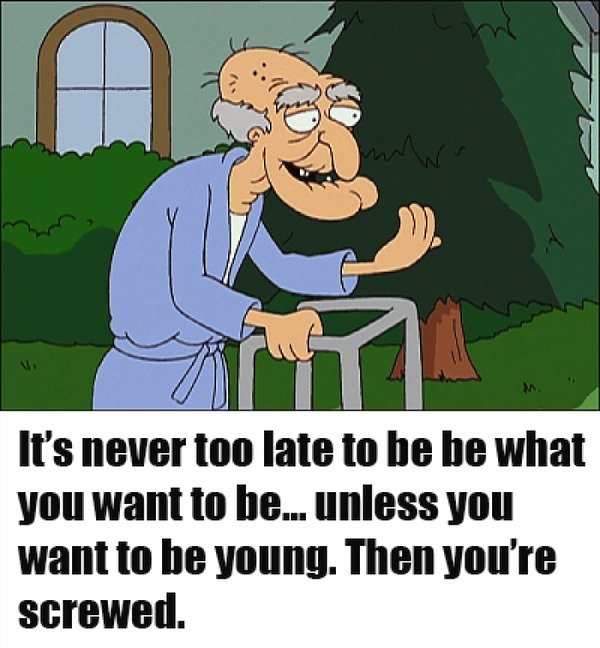 It's never too late to be be what
you want to be... unless you
want to be young. Then you're
screwed.